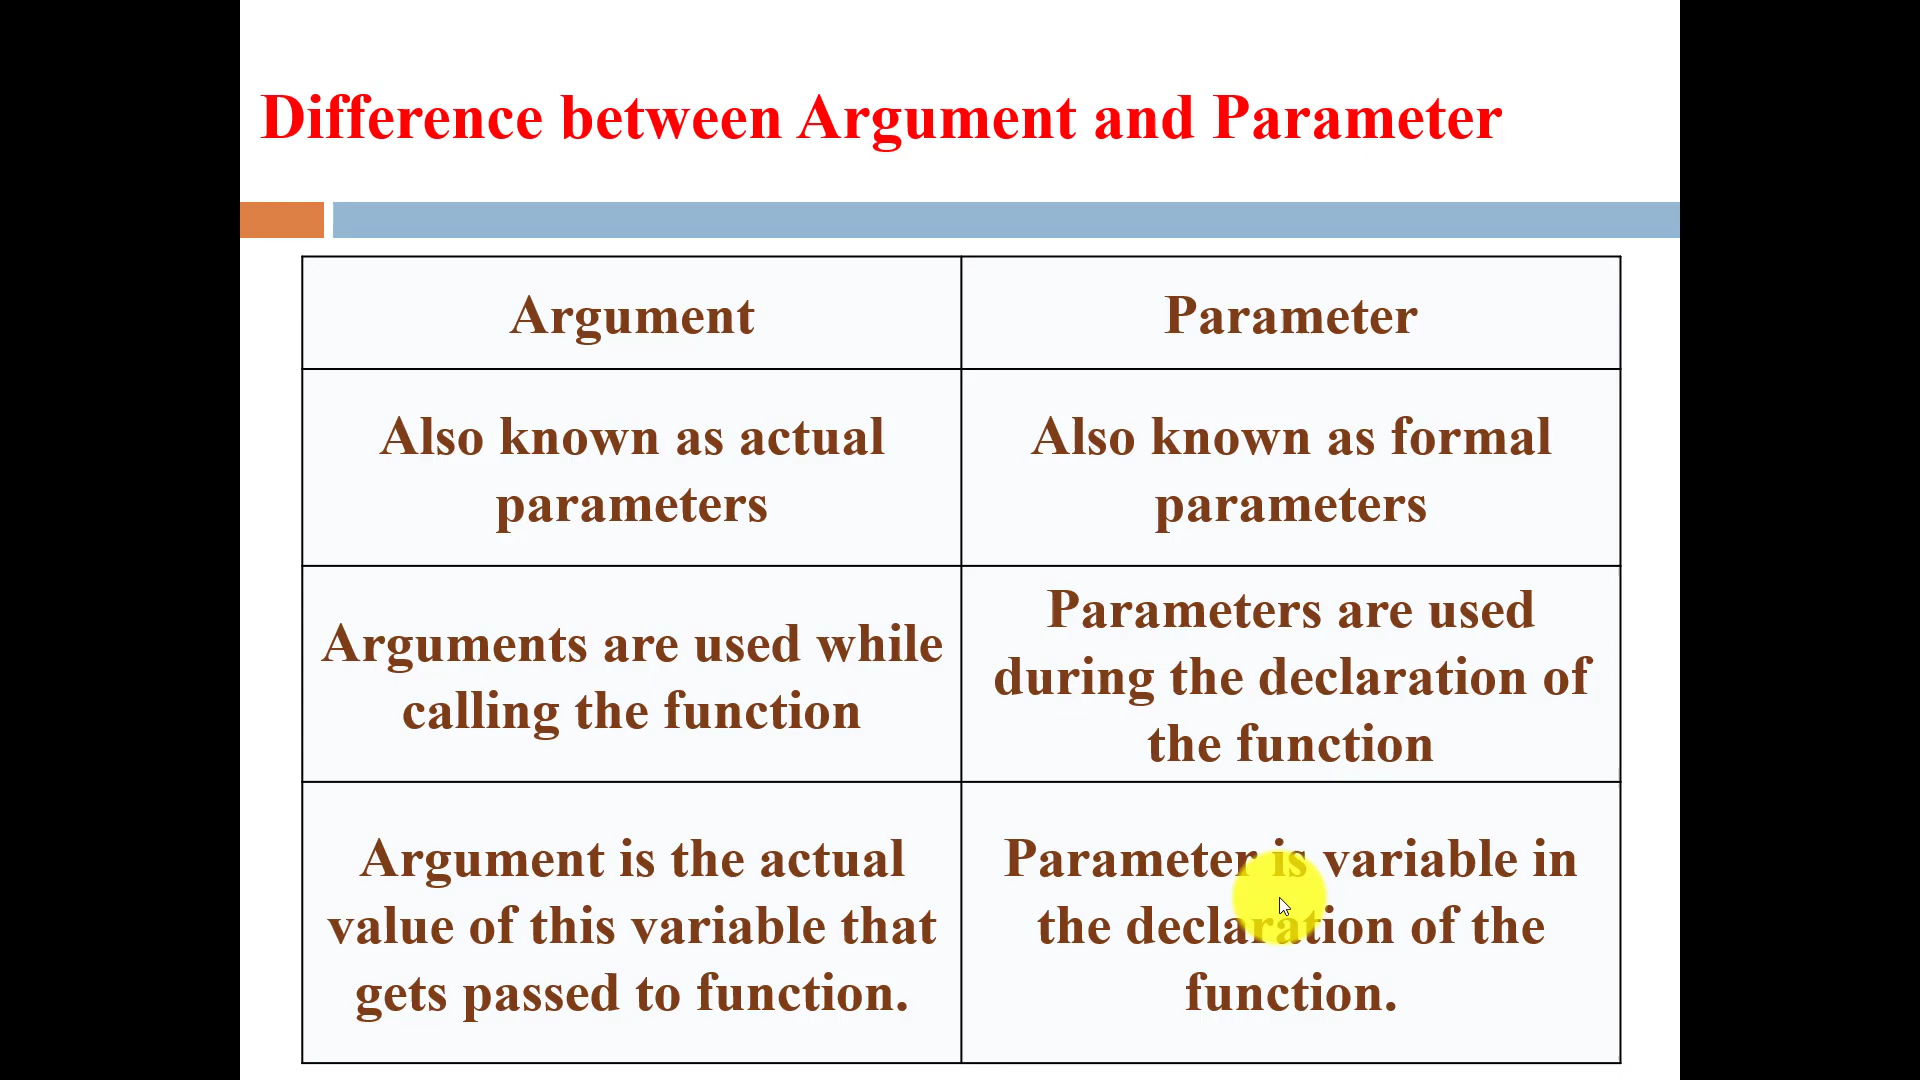 Difference between Argument and Parameter
Argument
Parameter
Also known as actual
parameters
Also known as formal
parameters
Arguments are used while
calling the function
Parameters are used
during the declaration of
the function
Argument is the actual
value of this variable that
gets passed to function.
Parameter is variable in
the declaration of the
function.